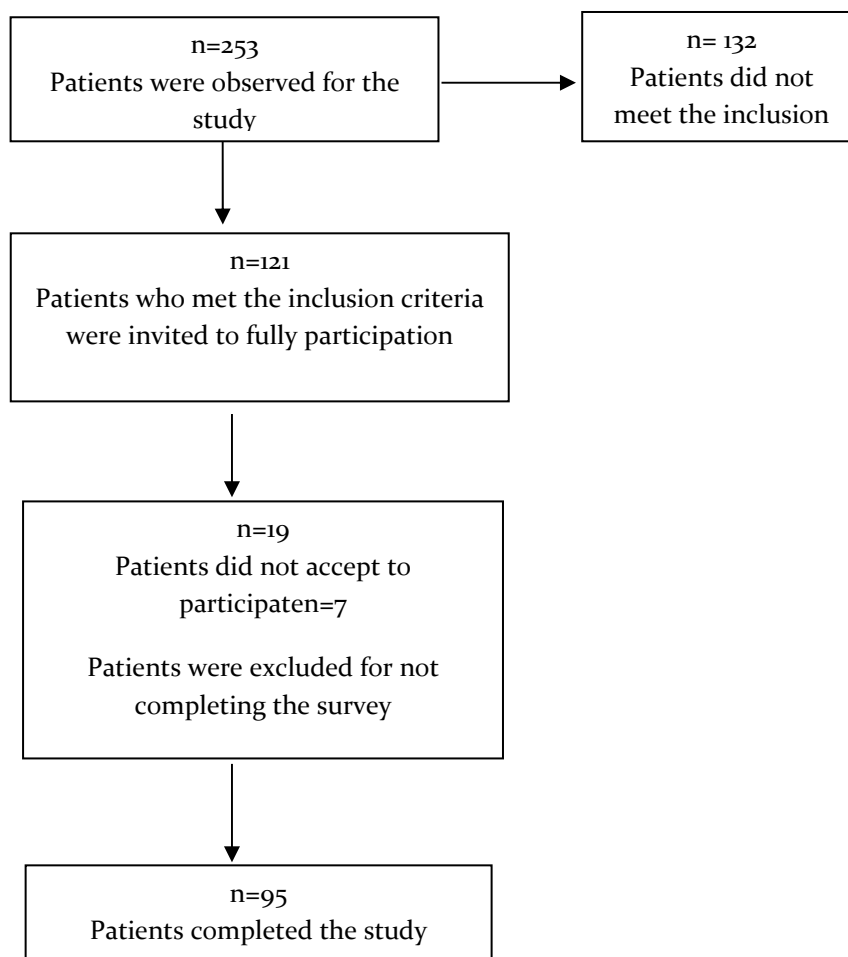 n=253
Patients were observed for the
study
n= 132
Patients did not
meet the inclusion
n=121
Patients who met the inclusion criteria
were invited to fully participation
n=19
Patients did not accept to
participaten=7
Patients were excluded for not
completing the survey
n=95
Patients completed the study